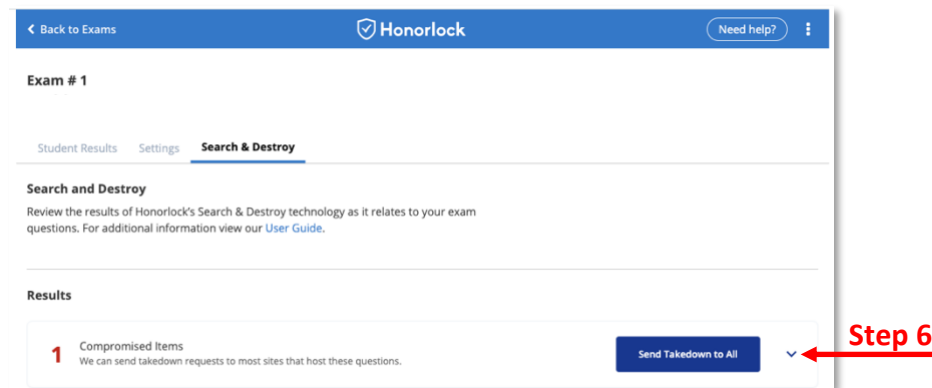 Back to Exams
Honorlock
Need help?
Exam # 1
Student Results Settings Search & Destroy
Search and Destroy
Review the results of Honorlock's Search & Destroy technology as it relates to your exam
questions. For additional information view our User Guide.
Results
1
Compromised Items
We can send takedown requests to most sites that host these questions.
Send Takedown to All
Step 6